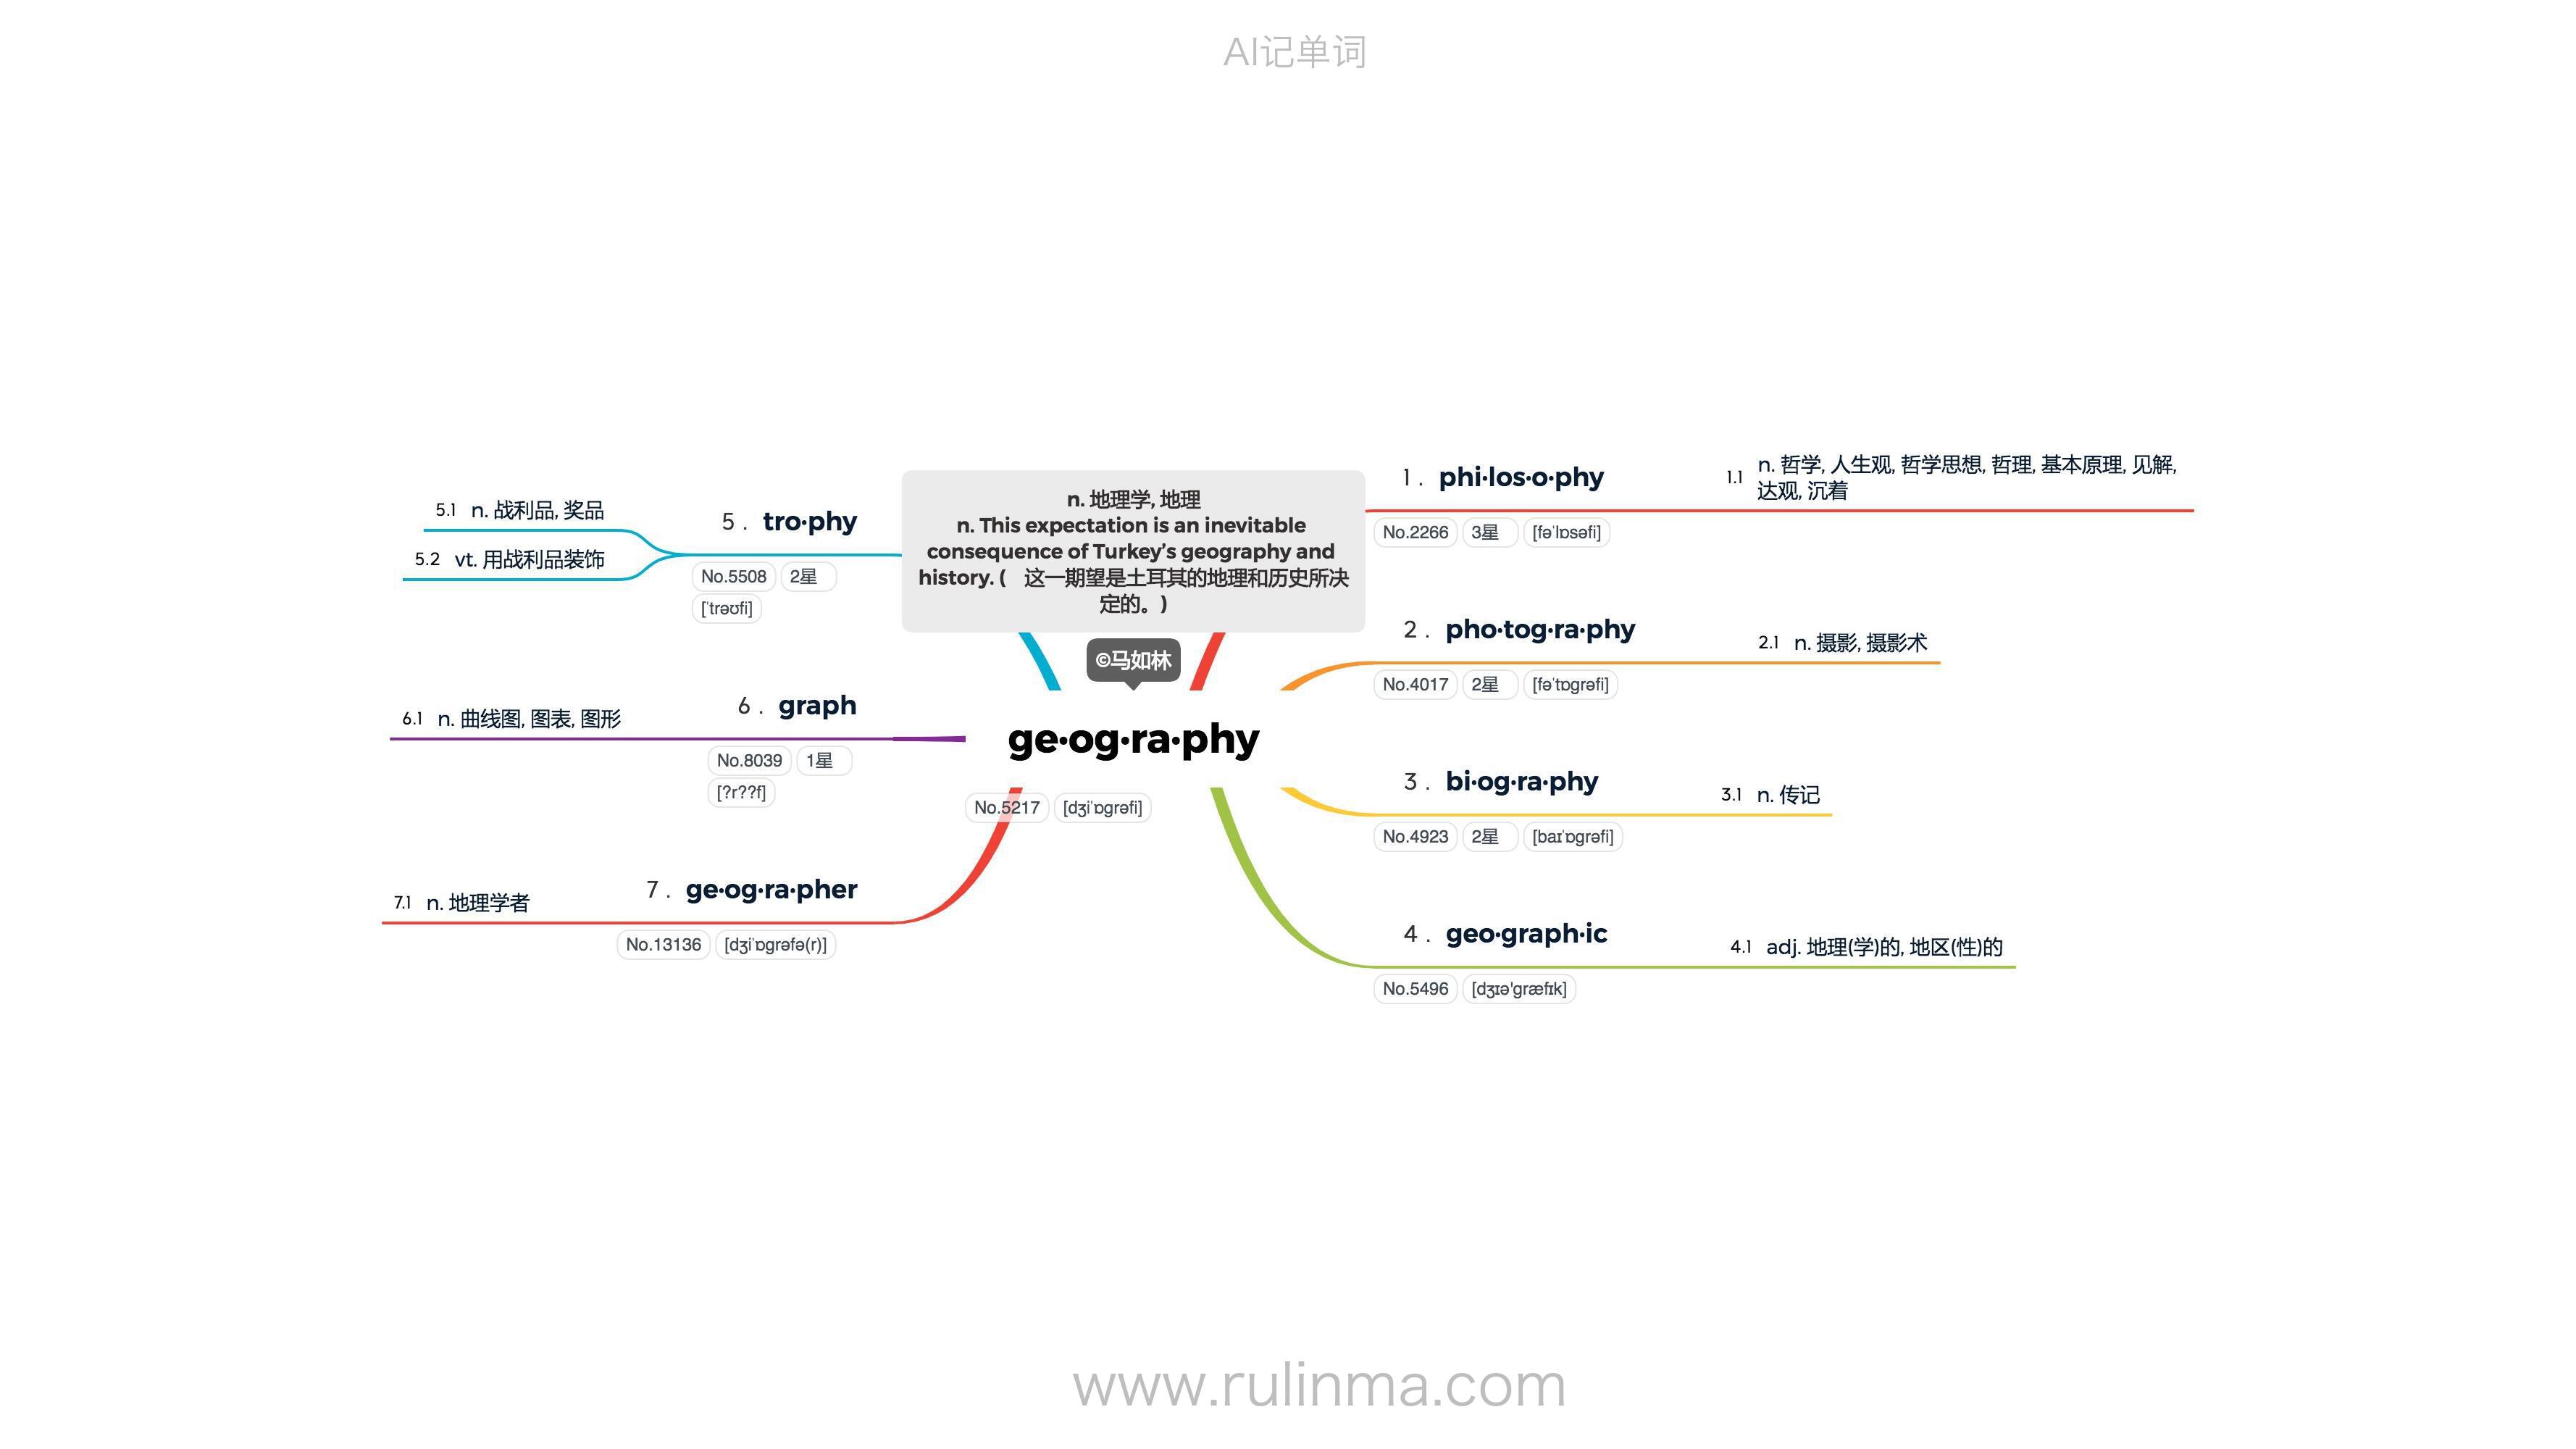 AI记单词
n. 地理学, 地理
n. This expectation is an inevitable
consequence of Turkey’s geography and
history. ( 这一期望是土耳其的地理和历史所决
定的。)
©马如林
ge·og·ra·phy
No.5217 [dʒiˈɒɡrəfi]
1 . phi·los·o·phy
No.2266 3星 [fəˈlɒsəfi]
1.1 n. 哲学, 人生观, 哲学思想, 哲理, 基本原理, 见解,
达观, 沉着
2 . pho·tog·ra·phy
No.4017 2星 [fəˈtɒɡrəfi]
2.1 n. 摄影, 摄影术
3 . bi·og·ra·phy
No.4923 2星 [baɪˈɒɡrəfi]
3.1 n. 传记
4 . geo·graph·ic
No.5496 [dʒɪə'ɡræfɪk]
4.1 adj. 地理(学)的, 地区(性)的
5 . tro·phy
No.5508 2星
[ˈtrəʊfi]
5.1 n. 战利品, 奖品
5.2 vt. 用战利品装饰
6 . graph
No.8039 1星
[?r??f]
6.1 n. 曲线图, 图表, 图形
7 . ge·og·ra·pher
No.13136 [dʒiˈɒɡrəfə(r)]
7.1 n. 地理学者
www.rulinma.com